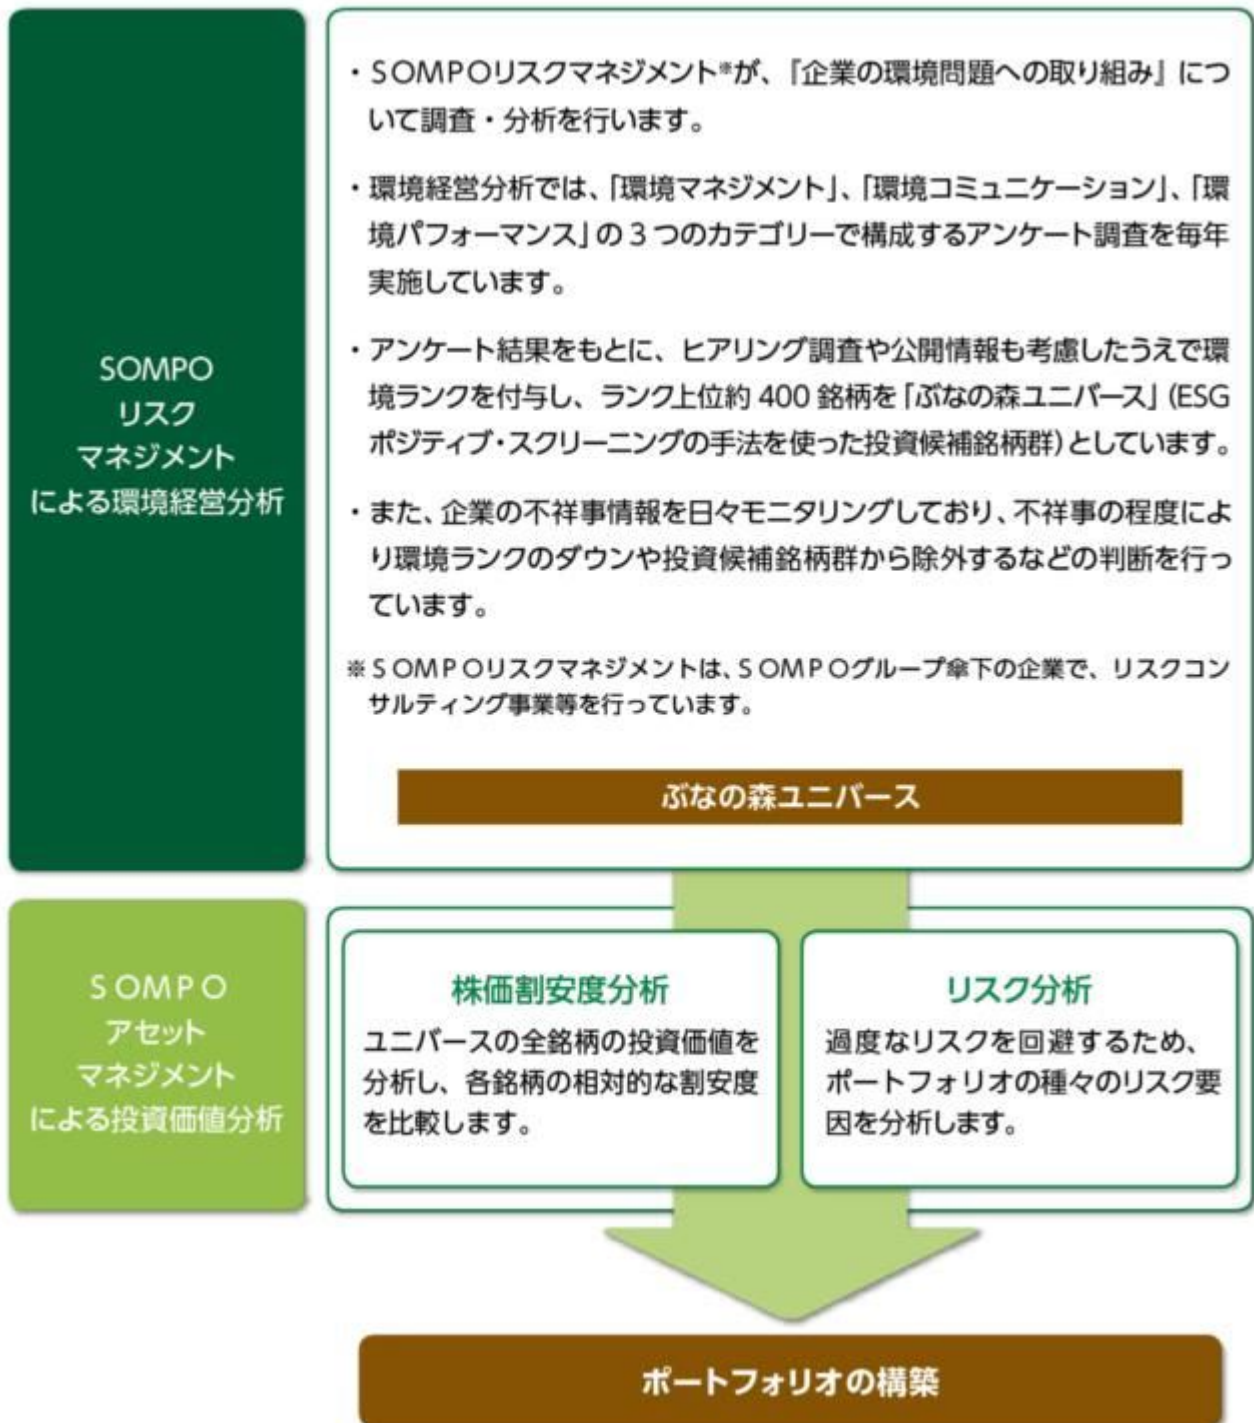 SOMPO
リスク
マネジメント
による環境経営分析
・SOMPOリスクマネジメント※が、『企業の環境問題への取り組み』につ
いて調査・分析を行います。
・環境経営分析では、「環境マネジメント」、「環境コミュニケーション」、「環
境パフォーマンス」の３つのカテゴリーで構成するアンケート調査を毎年
実施しています。
・アンケート結果をもとに、ヒアリング調査や公開情報も考慮したうえで環
境ランクを付与し、ランク上位約 400 銘柄を「ぶなの森ユニバース」（ESG
ポジティブ・スクリーニングの手法を使った投資候補銘柄群）としています。
・また、企業の不祥事情報を日々モニタリングしており、不祥事の程度によ
り環境ランクのダウンや投資候補銘柄群から除外するなどの判断を行っ
ています。
※ＳＯＭＰＯリスクマネジメントは、ＳＯＭＰＯグループ傘下の企業で、リスクコン
サルティング事業等を行っています。
ぶなの森ユニバース
ＳＯＭＰＯ
アセット
マネジメント
による投資価値分析
株価割安度分析
ユニバースの全銘柄の投資価値を
分析し、各銘柄の相対的な割安度
を比較します。
リスク分析
過度なリスクを回避するため、
ポートフォリオの種々のリスク要
因を分析します。
ポートフォリオの構築